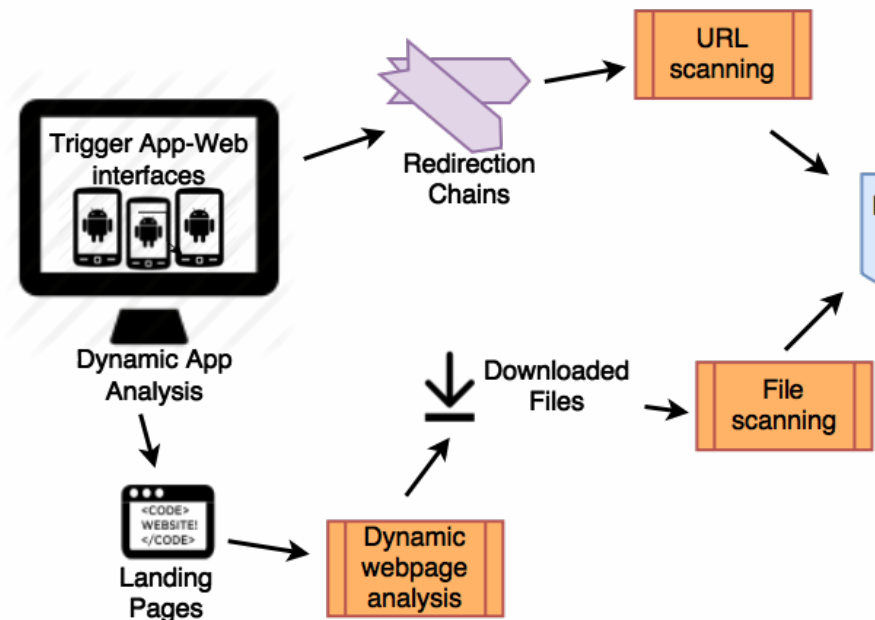 URL
scanning
Trigger App-Web
interfaces
Redirection
Chains
Dynamic App
Analysis
Downloaded
Files
File
scanning
<CODE>
WEBSITE!
</CODE>
Landing
Pages
Dynamic
webpage
analysis